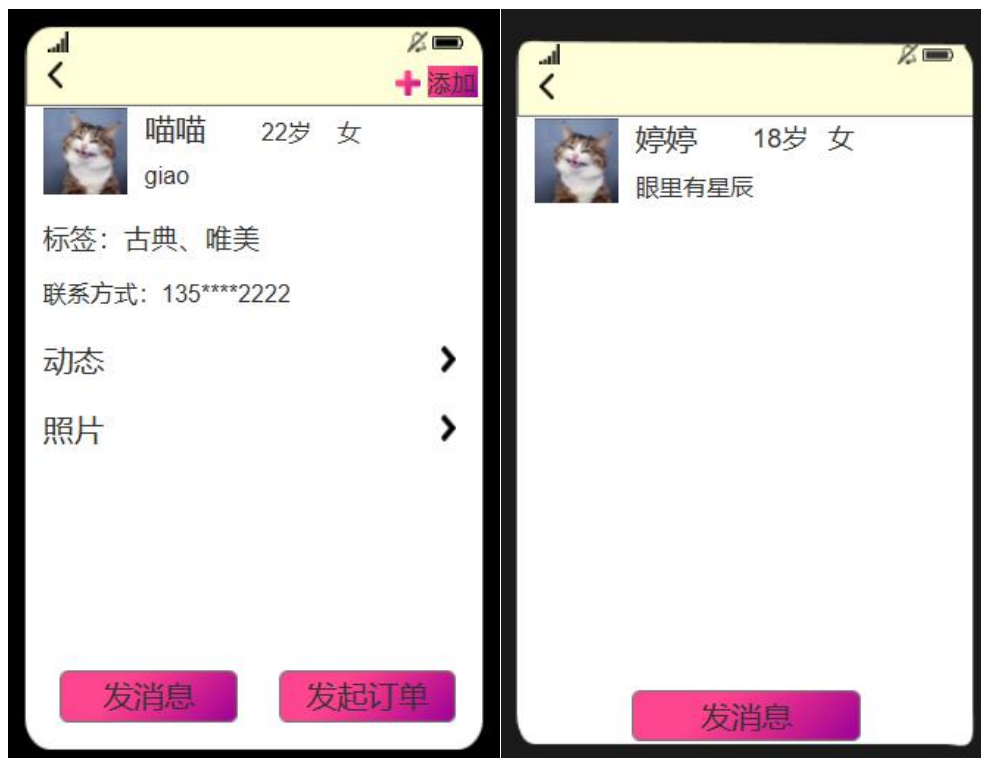 添加
喵喵 22岁 女
giao
标签：古典、唯美
联系方式：135****2222
动态
照片
发消息 发起订单
婷婷 18岁 女
眼里有星辰
发消息